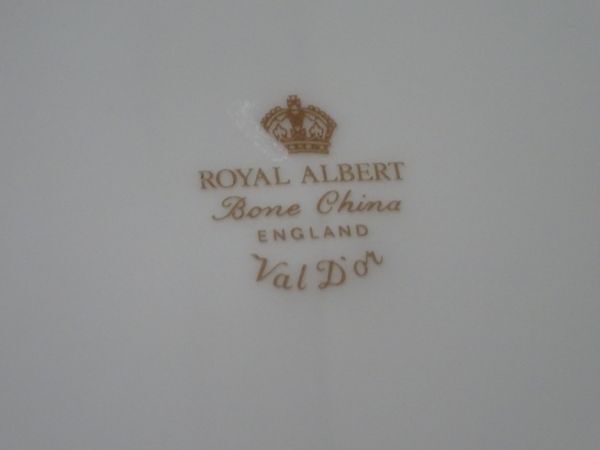 ROYAL ALBERT
Bone China
ENGLAND
Val D'or